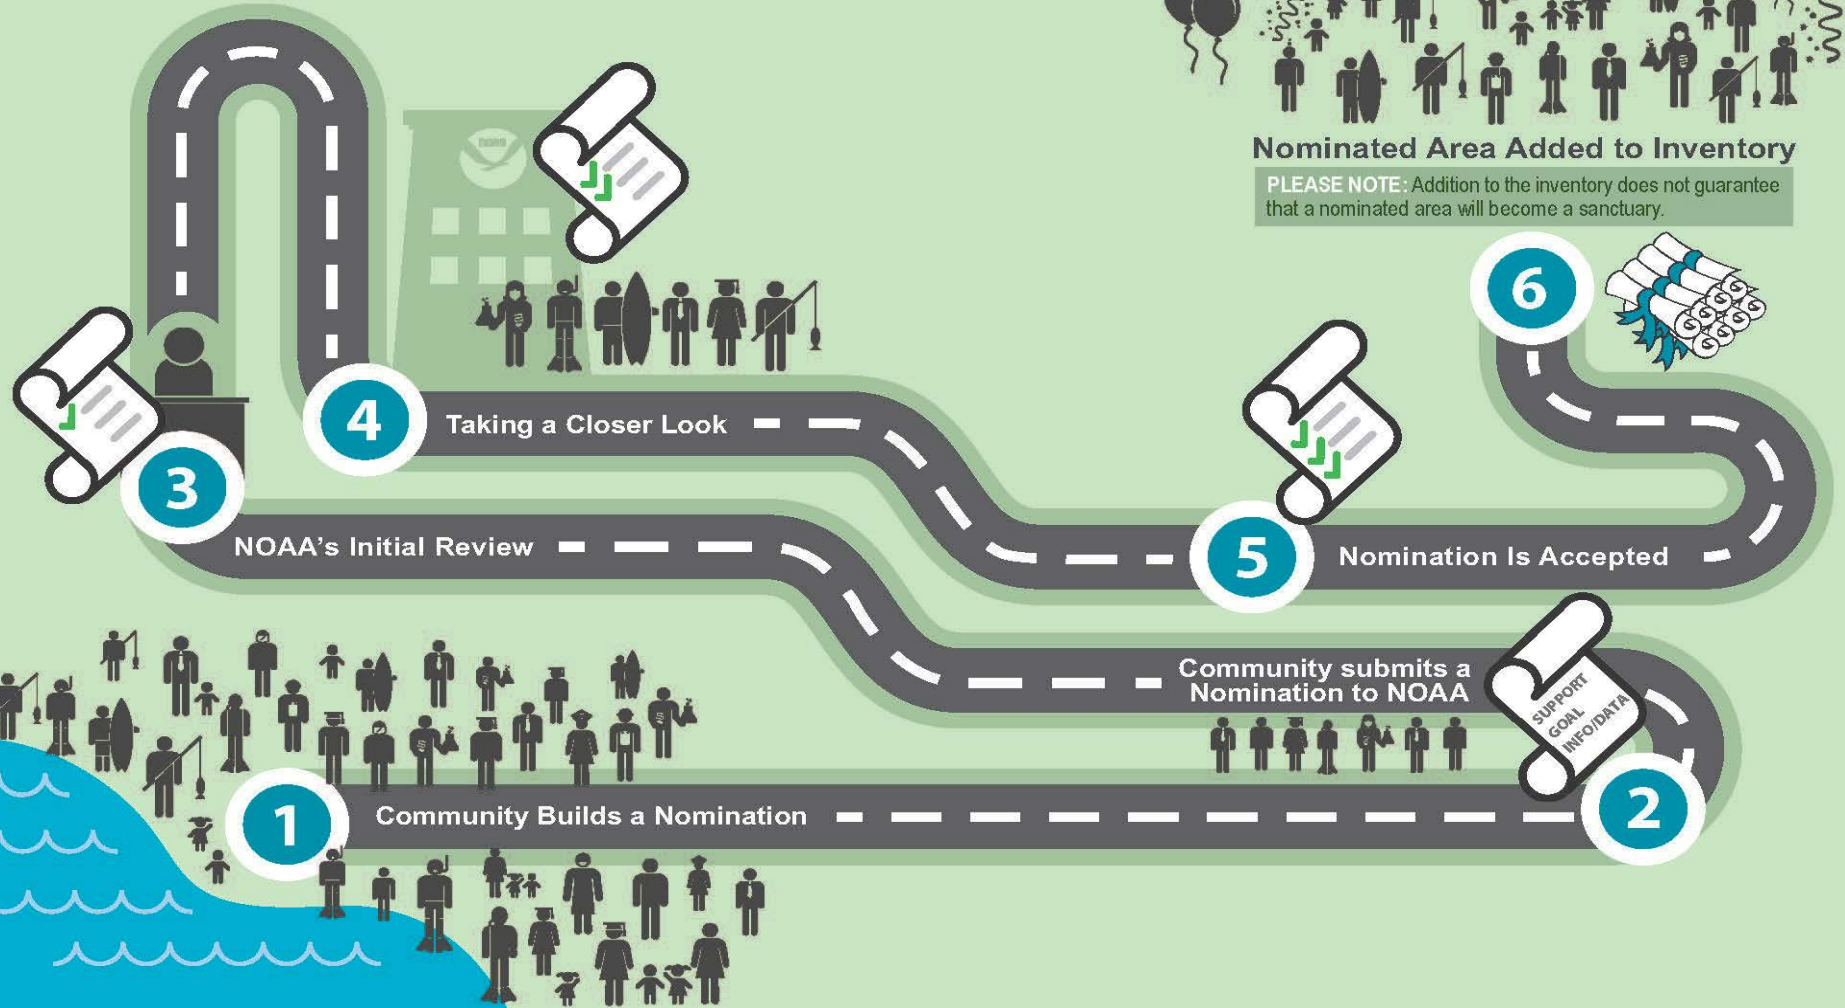 noaa
Nominated Area Added to Inventory
PLEASE NOTE: Addition to the inventory does not guarantee
that a nominated area will become a sanctuary.
6
4
Taking a Closer Look
3
NOAA's Initial Review
5
Nomination Is Accepted
Community submits a
Nomination to NOAA
SUPPORT
GOAL
INFO/DATA
1
Community Builds a Nomination
2